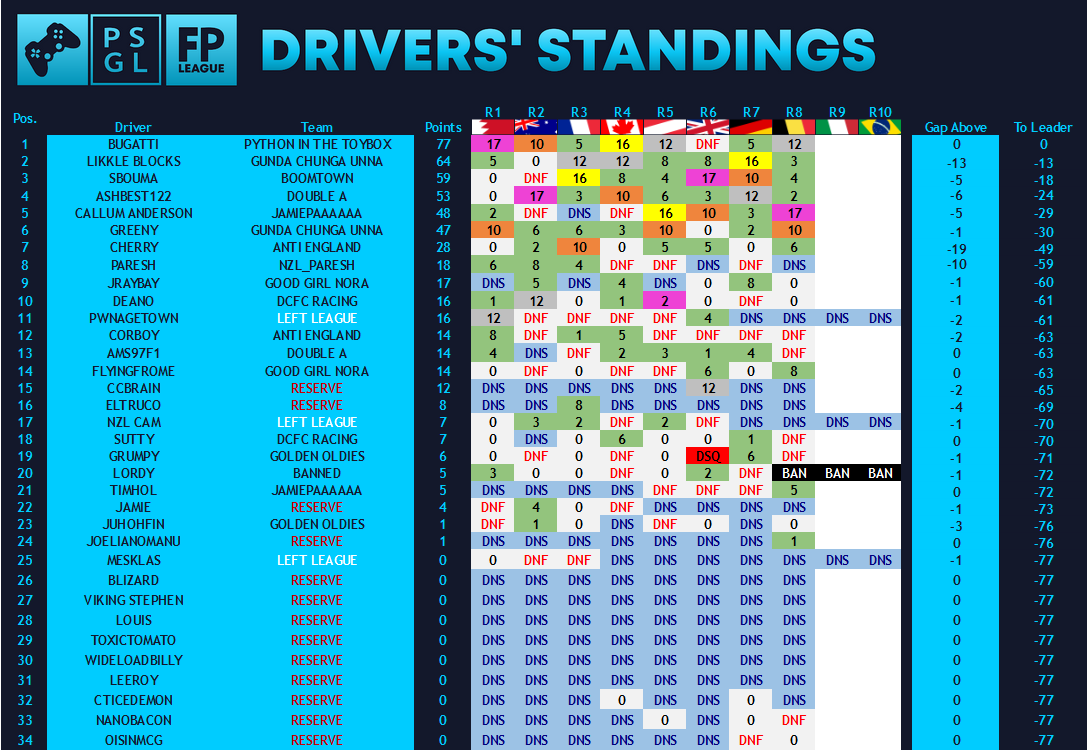 PS GL FP LEAGUE DRIVERS' STANDINGS
Pos. Driver Team Points R1 R2 R3 R4 R5 R6 R7 R8 R9 R10 Gap Above To Leader
1 BUGATTI PYTHON IN THE TOYBOX 77 17 10 5 16 12 DNF 5 12 0 0
2 LIKKLE BLOCKS GUNDA CHUNGA UNNA 64 5 0 12 12 8 8 16 3 -13 -13
3 SBOUMA BOOMTOWN 59 0 DNF 16 8 4 17 10 4 -5 -18
4 ASHBEST122 DOUBLE A 53 0 17 3 10 6 3 12 2 -6 -24
5 CALLUM ANDERSON JAMIEPAAAAAA 48 2 DNF DNS DNF 16 10 3 17 -5 -29
6 GREENY GUNDA CHUNGA UNNA 47 10 6 6 3 10 0 2 10 -1 -30
7 CHERRY ANTI ENGLAND 28 0 2 10 0 5 5 0 6 -19 -49
8 PARESH NZL_PARESH 18 6 8 4 DNF DNF DNS DNF DNS -10 -59
9 JRAYBAY GOOD GIRL NORA 17 DNS 5 DNS 4 DNS 0 8 0 -1 -60
10 DEANO DCFC RACING 16 1 12 0 1 2 0 DNF 0 -1 -61
11 PWNAGETOWN LEFT LEAGUE 16 12 DNF DNF DNF DNF 4 DNS DNS DNS DNS -2 -61
12 CORBOY ANTI ENGLAND 14 8 DNF 1 5 DNF DNF DNF DNF -2 -63
13 AMS97F1 DOUBLE A 14 4 DNS DNF 2 3 1 4 DNF 0 -63
14 FLYINGFROME GOOD GIRL NORA 14 0 DNF 0 DNF DNF 6 0 8 0 -63
15 CCBRAIN RESERVE 12 DNS DNS DNS DNS DNS 12 DNS DNS -2 -65
16 ELTRUCO RESERVE 8 DNS DNS 8 DNS DNS DNS DNS DNS -4 -69
17 NZL CAM LEFT LEAGUE 7 0 3 2 DNF 2 DNF DNS DNS DNS DNS -1 -70
18 SUTTY DCFC RACING 7 0 DNS 0 6 0 0 1 DNF 0 -70
19 GRUMPY GOLDEN OLDIES 6 0 DNF 0 DNF 0 DSQ 6 DNF -1 -71
20 LORDY BANNED 5 3 0 0 DNF 0 2 DNF BAN BAN BAN -1 -72
21 TIMHOL JAMIEPAAAAAA 5 DNS DNS DNS DNS DNF DNF DNF 5 0 -72
22 JAMIE RESERVE 4 DNF 4 0 DNF DNS DNS DNS DNS -1 -73
23 JUHOHFIN GOLDEN OLDIES 1 DNF 1 0 DNS DNF 0 DNS 0 -3 -76
24 JOELIANOMANU RESERVE 1 DNS DNS DNS DNS DNS DNS DNS 1 0 -76
25 MESKLAS LEFT LEAGUE 0 0 DNF DNF DNS DNS DNS DNS DNS DNS DNS -1 -77
26 BLIZARD RESERVE 0 DNS DNS DNS DNS DNS DNS DNS DNS 0 -77
27 VIKING STEPHEN RESERVE 0 DNS DNS DNS DNS DNS DNS DNS DNS 0 -77
28 LOUIS RESERVE 0 DNS DNS DNS DNS DNS DNS DNS DNS 0 -77
29 TOXICTOMATO RESERVE 0 DNS DNS DNS DNS DNS DNS DNS DNS 0 -77
30 WIDELOADBILLY RESERVE 0 DNS DNS DNS DNS DNS DNS DNS DNS 0 -77
31 LEEROY RESERVE 0 DNS DNS DNS DNS DNS DNS DNS DNS 0 -77
32 CTICEDEMON RESERVE 0 DNS DNS DNS 0 DNS DNS 0 DNS 0 -77
33 NANOBACON RESERVE 0 DNS DNS DNS DNS 0 DNS 0 DNF 0 -77
34 OISINMCG RESERVE 0 DNS DNS DNS DNS DNS DNS DNF 0 0 -77